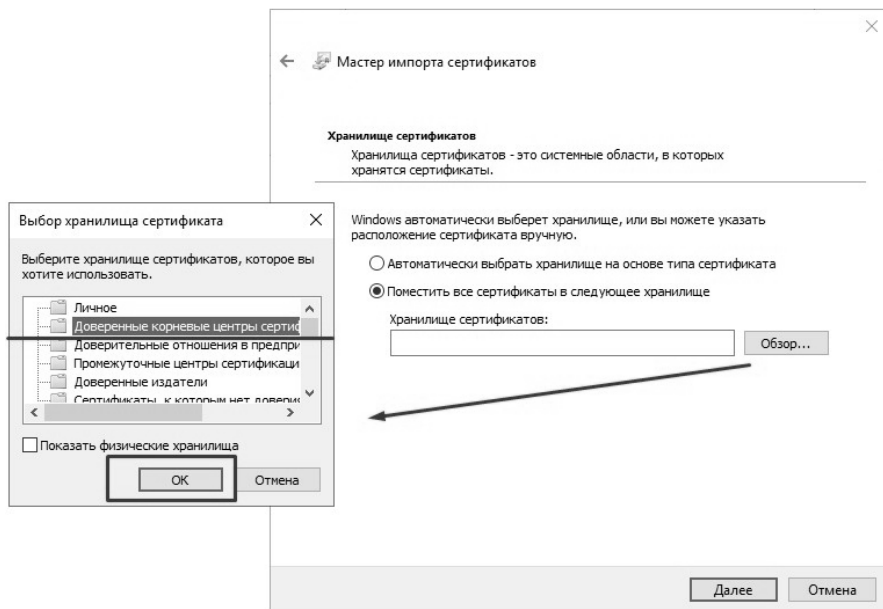 Мастер импорта сертификатов
Хранилище сертификатов
Хранилища сертификатов - это системные области, в которых
хранятся сертификаты.
Windows автоматически выберет хранилище, или вы можете указать
расположение сертификата вручную.
Автоматически выбрать хранилище на основе типа сертификата
Поместить все сертификаты в следующее хранилище
Хранилище сертификатов:
Обзор...
Далее
Отмена
Выбор хранилища сертификата
Выберите хранилище сертификатов, которое вы
хотите использовать.
Личное
Доверенные корневые центры сертис
Доверительные отношения в предпри
Промежуточные центры сертификаци
Доверенные издатели
Сертификаты, к которым нет доверия
Показать физические хранилища
ОК
Отмена